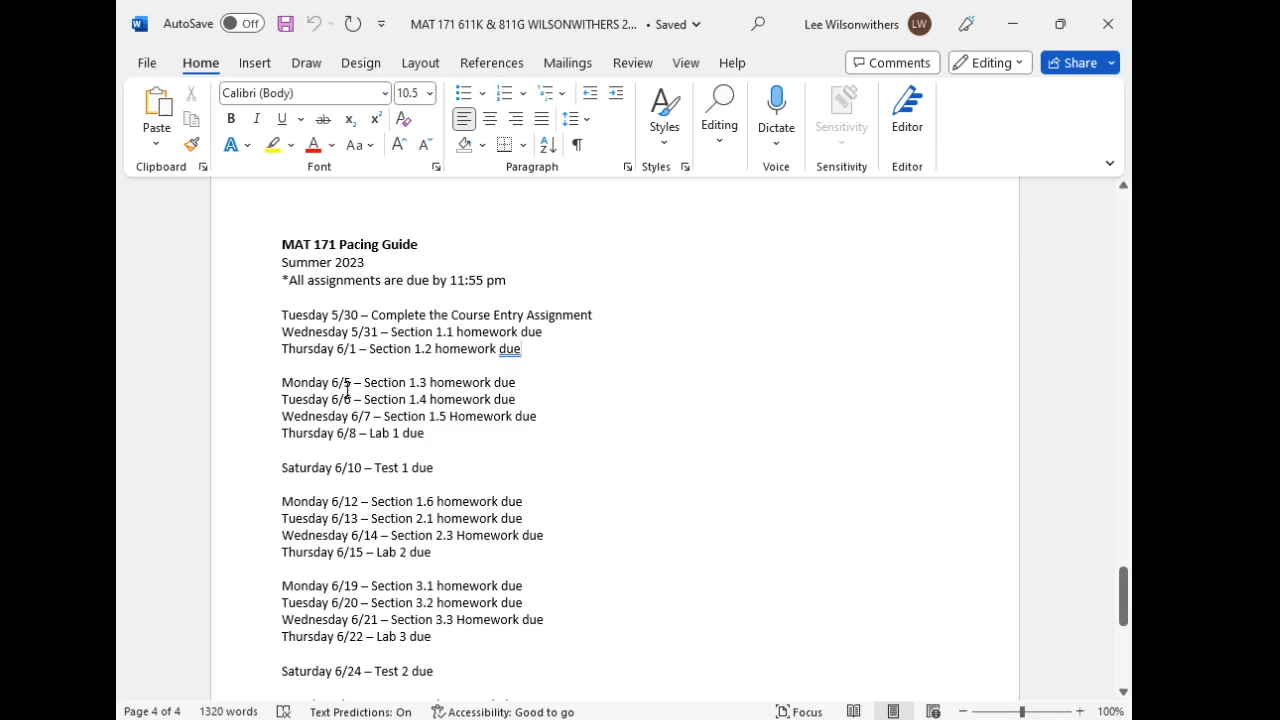 AutoSave Off MAT 171 611K & 811G WILSONWITHERS 2... • Saved Lee Wilsonwithers LW
File Home Insert Draw Design Layout References Mailings Review View Help Comments Editing Share
Calibri (Body) 10.5
Paste Styles Editing Dictate Sensitivity Editor
Clipboard Font Paragraph Styles Voice Sensitivity Editor
MAT 171 Pacing Guide
Summer 2023
*All assignments are due by 11:55 pm
Tuesday 5/30 – Complete the Course Entry Assignment
Wednesday 5/31 – Section 1.1 homework due
Thursday 6/1 – Section 1.2 homework due
Monday 6/5 – Section 1.3 homework due
Tuesday 6/6 – Section 1.4 homework due
Wednesday 6/7 – Section 1.5 Homework due
Thursday 6/8 – Lab 1 due
Saturday 6/10 – Test 1 due
Monday 6/12 – Section 1.6 homework due
Tuesday 6/13 – Section 2.1 homework due
Wednesday 6/14 – Section 2.3 Homework due
Thursday 6/15 – Lab 2 due
Monday 6/19 – Section 3.1 homework due
Tuesday 6/20 – Section 3.2 homework due
Wednesday 6/21 – Section 3.3 Homework due
Thursday 6/22 – Lab 3 due
Saturday 6/24 – Test 2 due
Page 4 of 4 1320 words Text Predictions: On Accessibility: Good to go Focus 100%